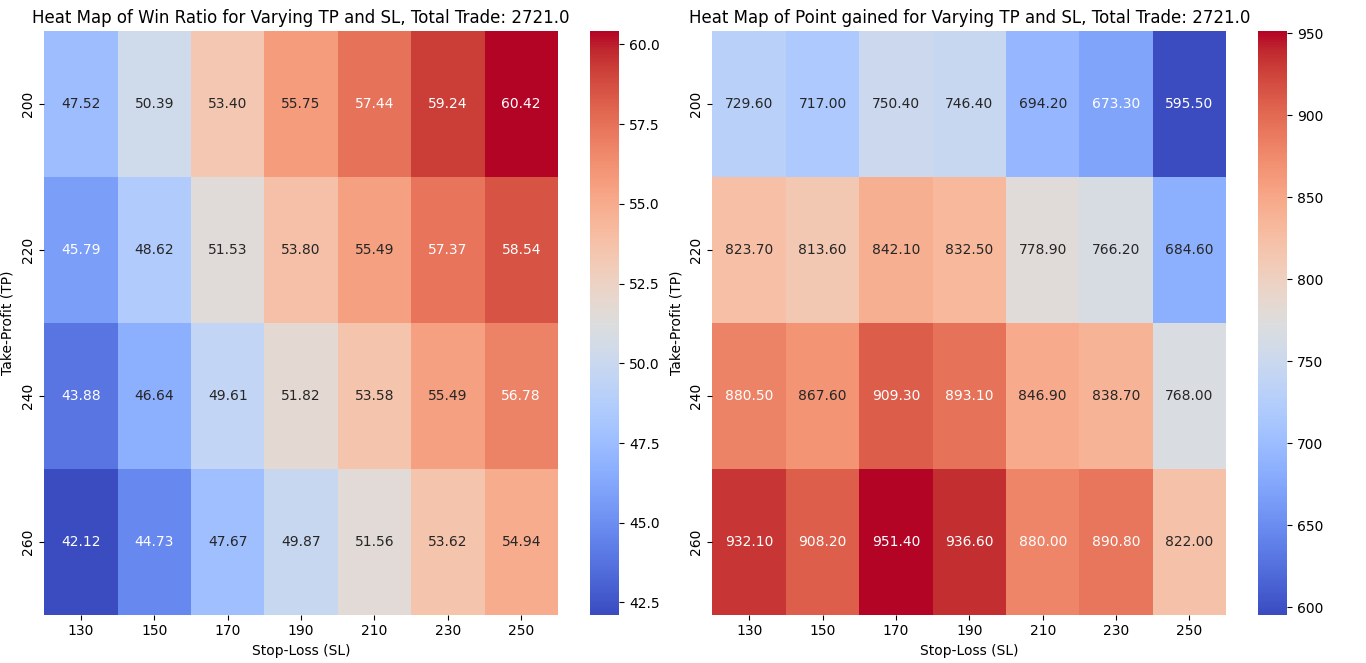 Heat Map of Win Ratio for Varying TP and SL, Total Trade: 2721.0
Take-Profit (TP)
200
47.52 50.39 53.40 55.75 57.44 59.24 60.42
220
45.79 48.62 51.53 53.80 55.49 57.37 58.54
240
43.88 46.64 49.61 51.82 53.58 55.49 56.78
260
42.12 44.73 47.67 49.87 51.56 53.62 54.94
130 150 170 190 210 230 250
Stop-Loss (SL)
60.0
57.5
55.0
52.5
50.0
47.5
45.0
42.5
Heat Map of Point gained for Varying TP and SL, Total Trade: 2721.0
Take-Profit (TP)
200
729.60 717.00 750.40 746.40 694.20 673.30 595.50
220
823.70 813.60 842.10 832.50 778.90 766.20 684.60
240
880.50 867.60 909.30 893.10 846.90 838.70 768.00
260
932.10 908.20 951.40 936.60 880.00 890.80 822.00
130 150 170 190 210 230 250
Stop-Loss (SL)
950
900
850
800
750
700
650
600